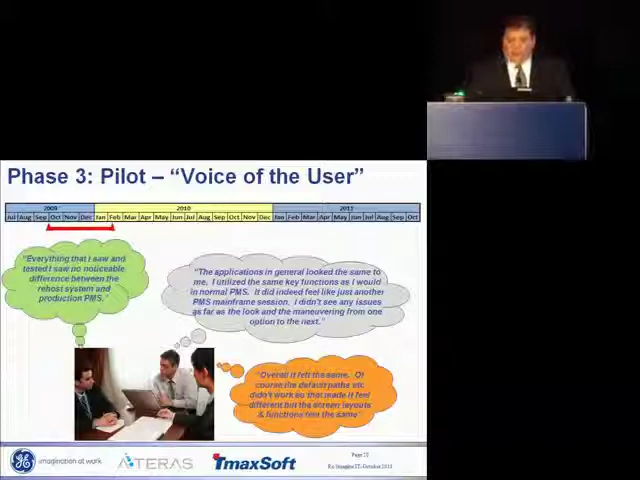 Phase 3: Pilot – “Voice of the User”
2009 2010 2011
Jul Aug Sep Oct Nov Dec Jan Feb Mar Apr May Jun Jul Aug Sep Oct Nov Dec Jan Feb Mar Apr May Jun Jul Aug Sep Oct
“Everything that I saw and
tested I saw no noticeable
difference between the
rehost system and
production PMS.”
“The applications in general looked the same to
me. I utilized the same key functions as I would
in normal PMS. It did indeed feel like just another
PMS mainframe session. I didn't see any issues
as far as the look and the maneuvering from one
option to the next.”
“Overall it felt the same. Of
course the default paths etc
didn't work so that made it feel
different but the screen layouts
& functions felt the same”
imagination at work
ATERAS
TmaxSoft
Page 21
Re-Imagine IT, October 2011